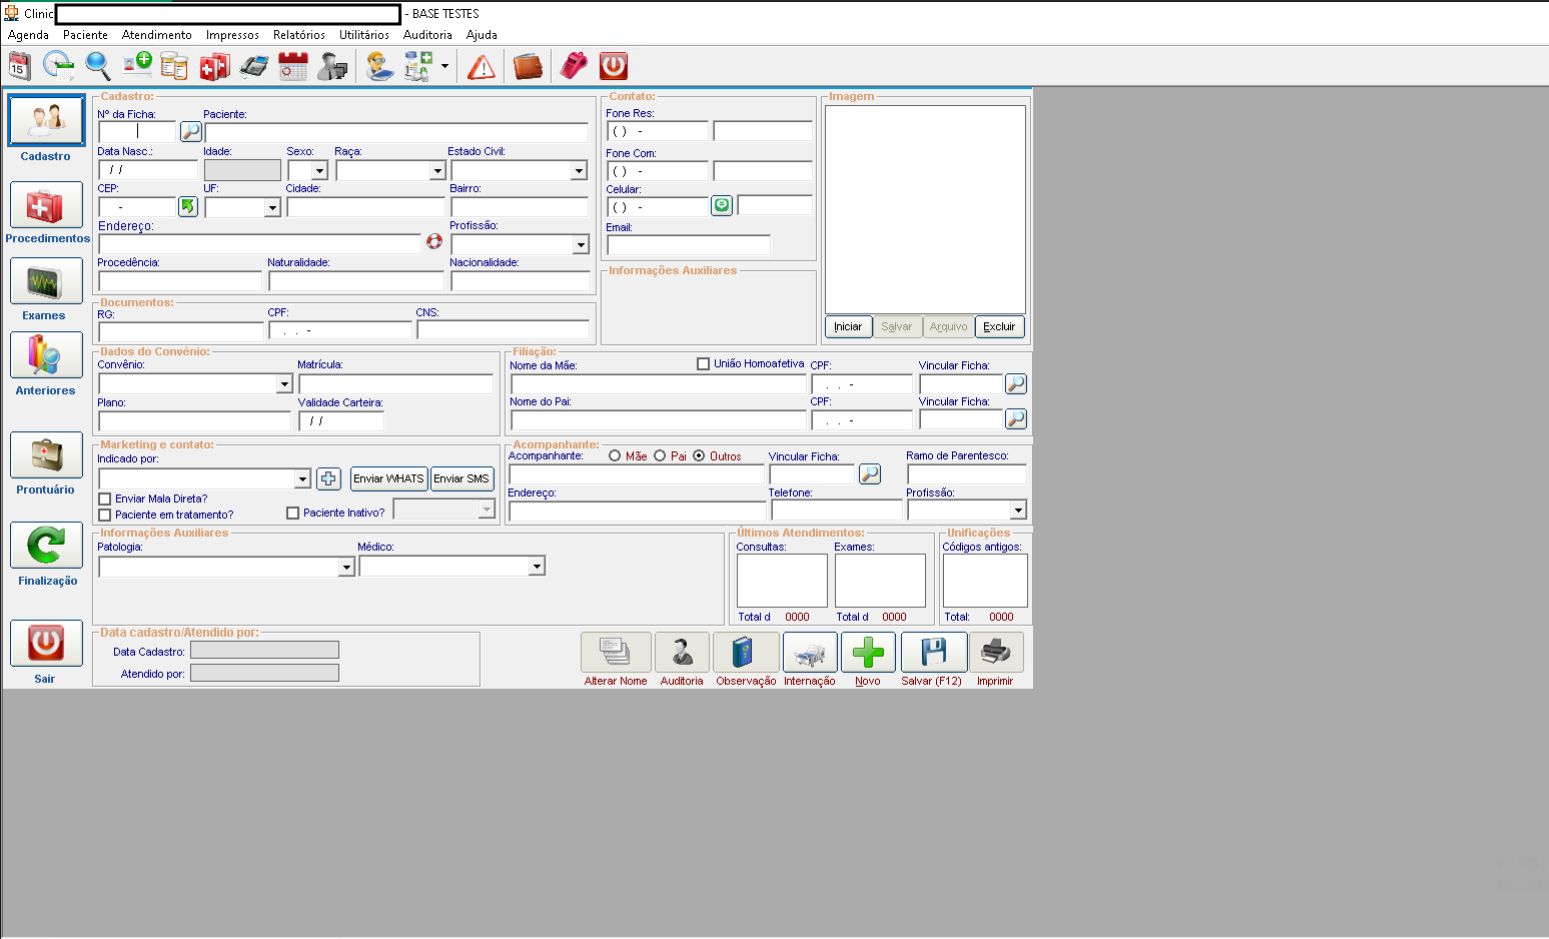 Clinic - BASE TESTES
Agenda Paciente Atendimento Impressos Relatórios Utilitários Auditoria Ajuda
15
Cadastro
Procedimentos
Exames
Anteriores
Prontuário
Finalização
Sair
Cadastro:
Nº da Ficha: Paciente:
Data Nasc.: Idade: Sexo: Raça: Estado Civil:
/ /
CEP: UF: Cidade: Bairro:
-
Endereço: Profissão:
Procedência: Naturalidade: Nacionalidade:
Documentos:
RG: CPF: CNS:
. . -
Contato:
Fone Res:
( ) -
Fone Com:
( ) -
Celular:
( ) -
Email:
Informações Auxiliares
Imagem
Iniciar Salvar Arquivo Excluir
Dados do Convênio:
Convênio: Matrícula:
Plano: Validade Carteira:
/ /
Filiação:
Nome da Mãe: União Homoafetiva CPF: Vincular Ficha:
. . -
Nome do Pai: CPF: Vincular Ficha:
. . -
Marketing e contato:
Indicado por:
Enviar WHATS Enviar SMS
Enviar Mala Direta?
Paciente em tratamento? Paciente Inativo?
Acompanhante:
Acompanhante: Mãe Pai Outros Vincular Ficha: Ramo de Parentesco:
Endereço: Telefone: Profissão:
Informações Auxiliares
Patologia: Médico:
Últimos Atendimentos:
Consultas: Exames:
Total d 0000 Total d 0000
Unificações
Códigos antigos:
Total: 0000
Data cadastro/Atendido por:
Data Cadastro:
Atendido por:
Alterar Nome Auditoria Observação Internação Novo Salvar (F12) Imprimir